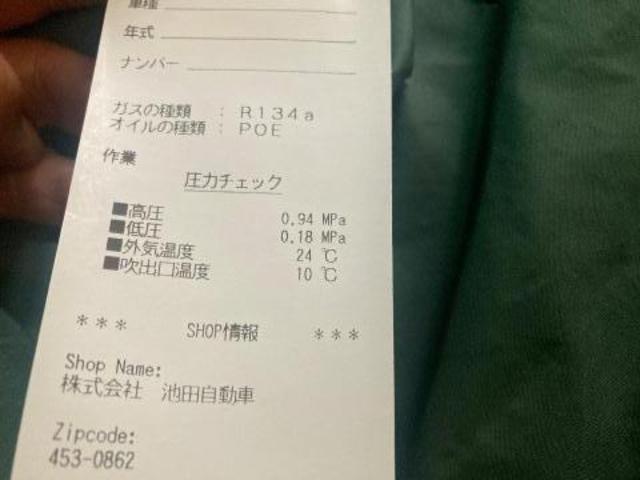 車種
年式
ナンバー
ガスの種類 : R134a
オイルの種類 : POE
作業
圧力チェック
■高圧 0.94 MPa
■低圧 0.18 MPa
■外気温度 24 ℃
■吹出口温度 10 ℃
*** SHOP情報 ***
Shop Name:
株式会社 池田自動車
Zipcode:
453-0862